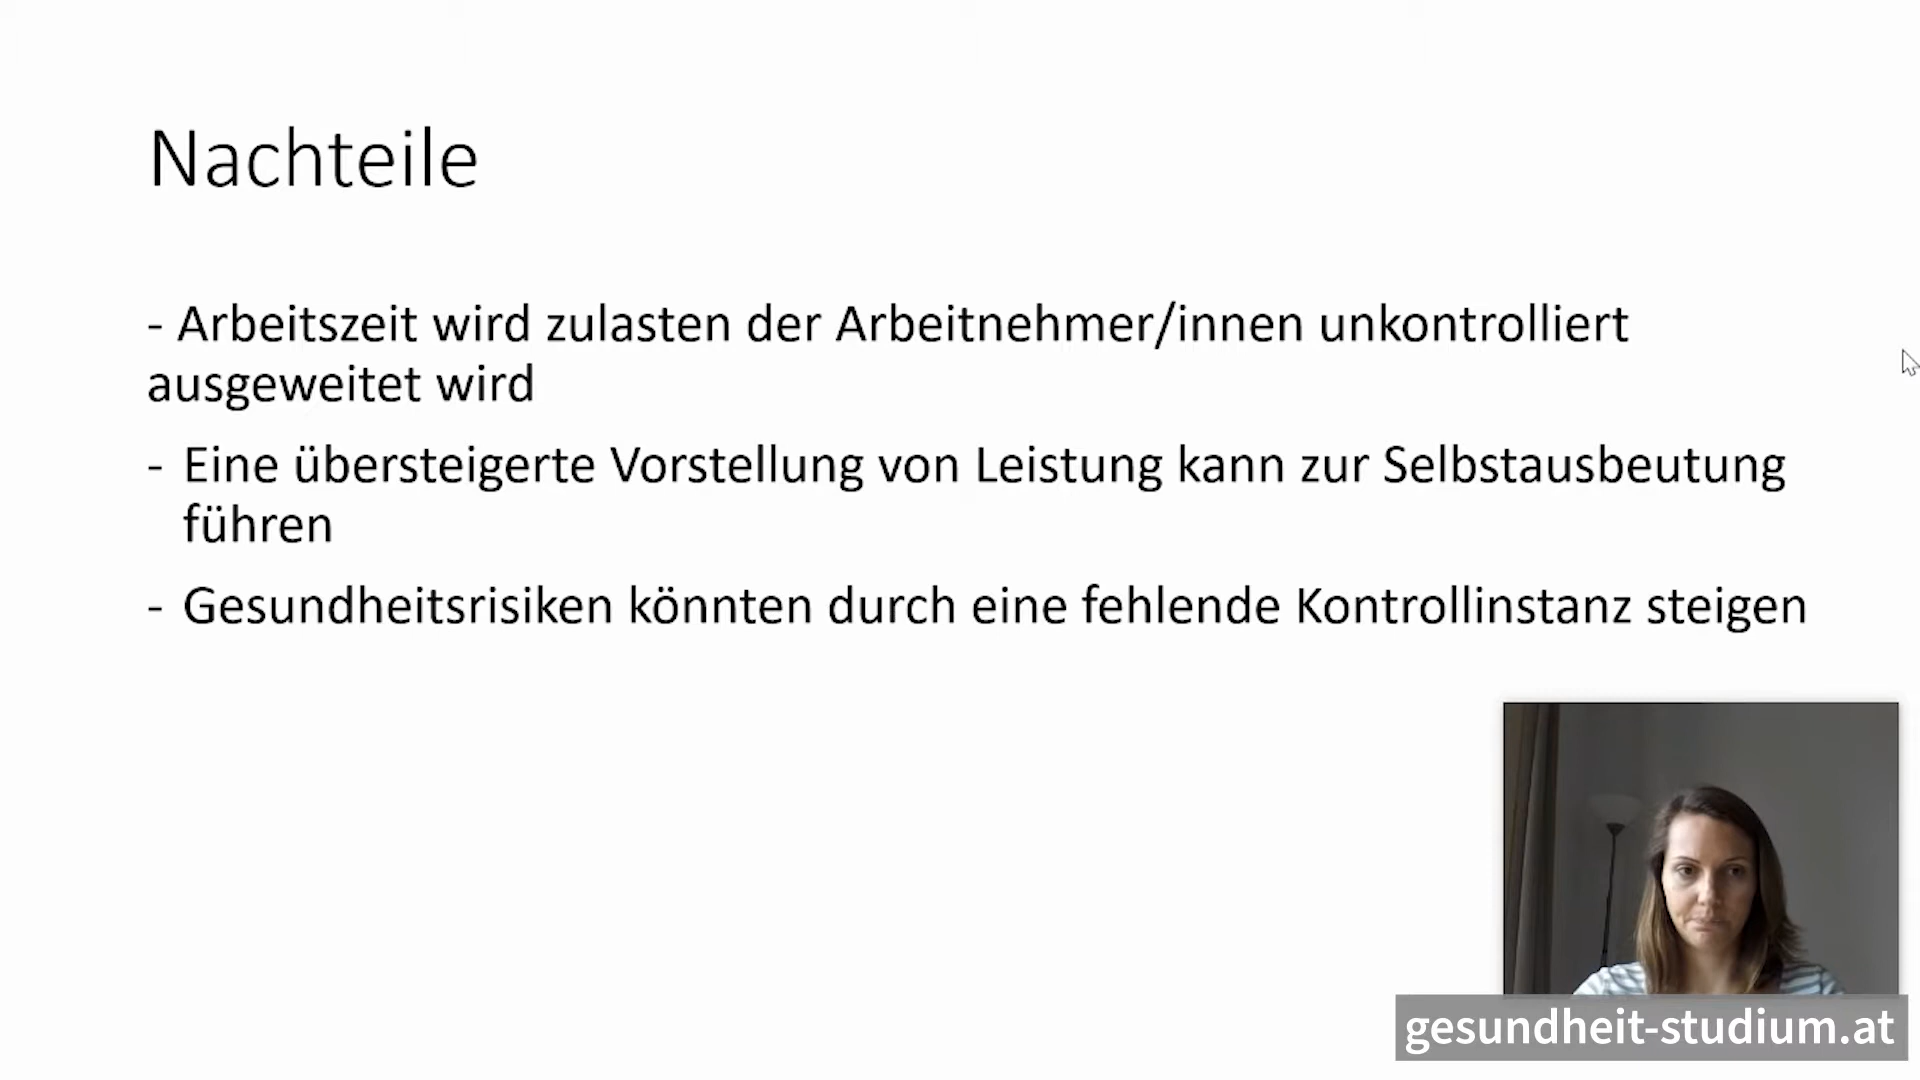 Nachteile
- Arbeitszeit wird zulasten der Arbeitnehmer/innen unkontrolliert
ausgeweitet wird
- Eine übersteigerte Vorstellung von Leistung kann zur Selbstausbeutung
führen
- Gesundheitsrisiken könnten durch eine fehlende Kontrollinstanz steigen
gesundheit-studium.at